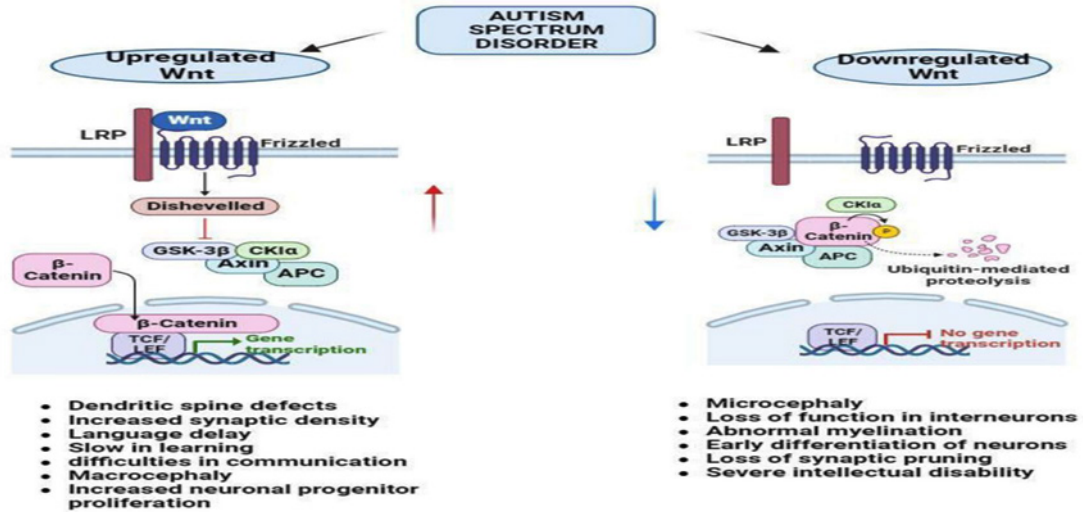 AUTISM
SPECTRUM
DISORDER
Upregulated
Wnt
LRP
Wnt
Frizzled
Dishevelled
GSK-3β
CKIα
Axin
APC
β-
Catenin
β-Catenin
TCF/
LEF
Gene
transcription
• Dendritic spine defects
• Increased synaptic density
• Language delay
• Slow in learning
• difficulties in communication
• Macrocephaly
• Increased neuronal progenitor
proliferation
Downregulated
Wnt
LRP
Frizzled
CKIα
GSK-3β
β-
Catenin
P
Axin
APC
Ubiquitin-mediated
proteolysis
TCF/
LEF
No gene
transcription
• Microcephaly
• Loss of function in interneurons
• Abnormal myelination
• Early differentiation of neurons
• Loss of synaptic pruning
• Severe intellectual disability